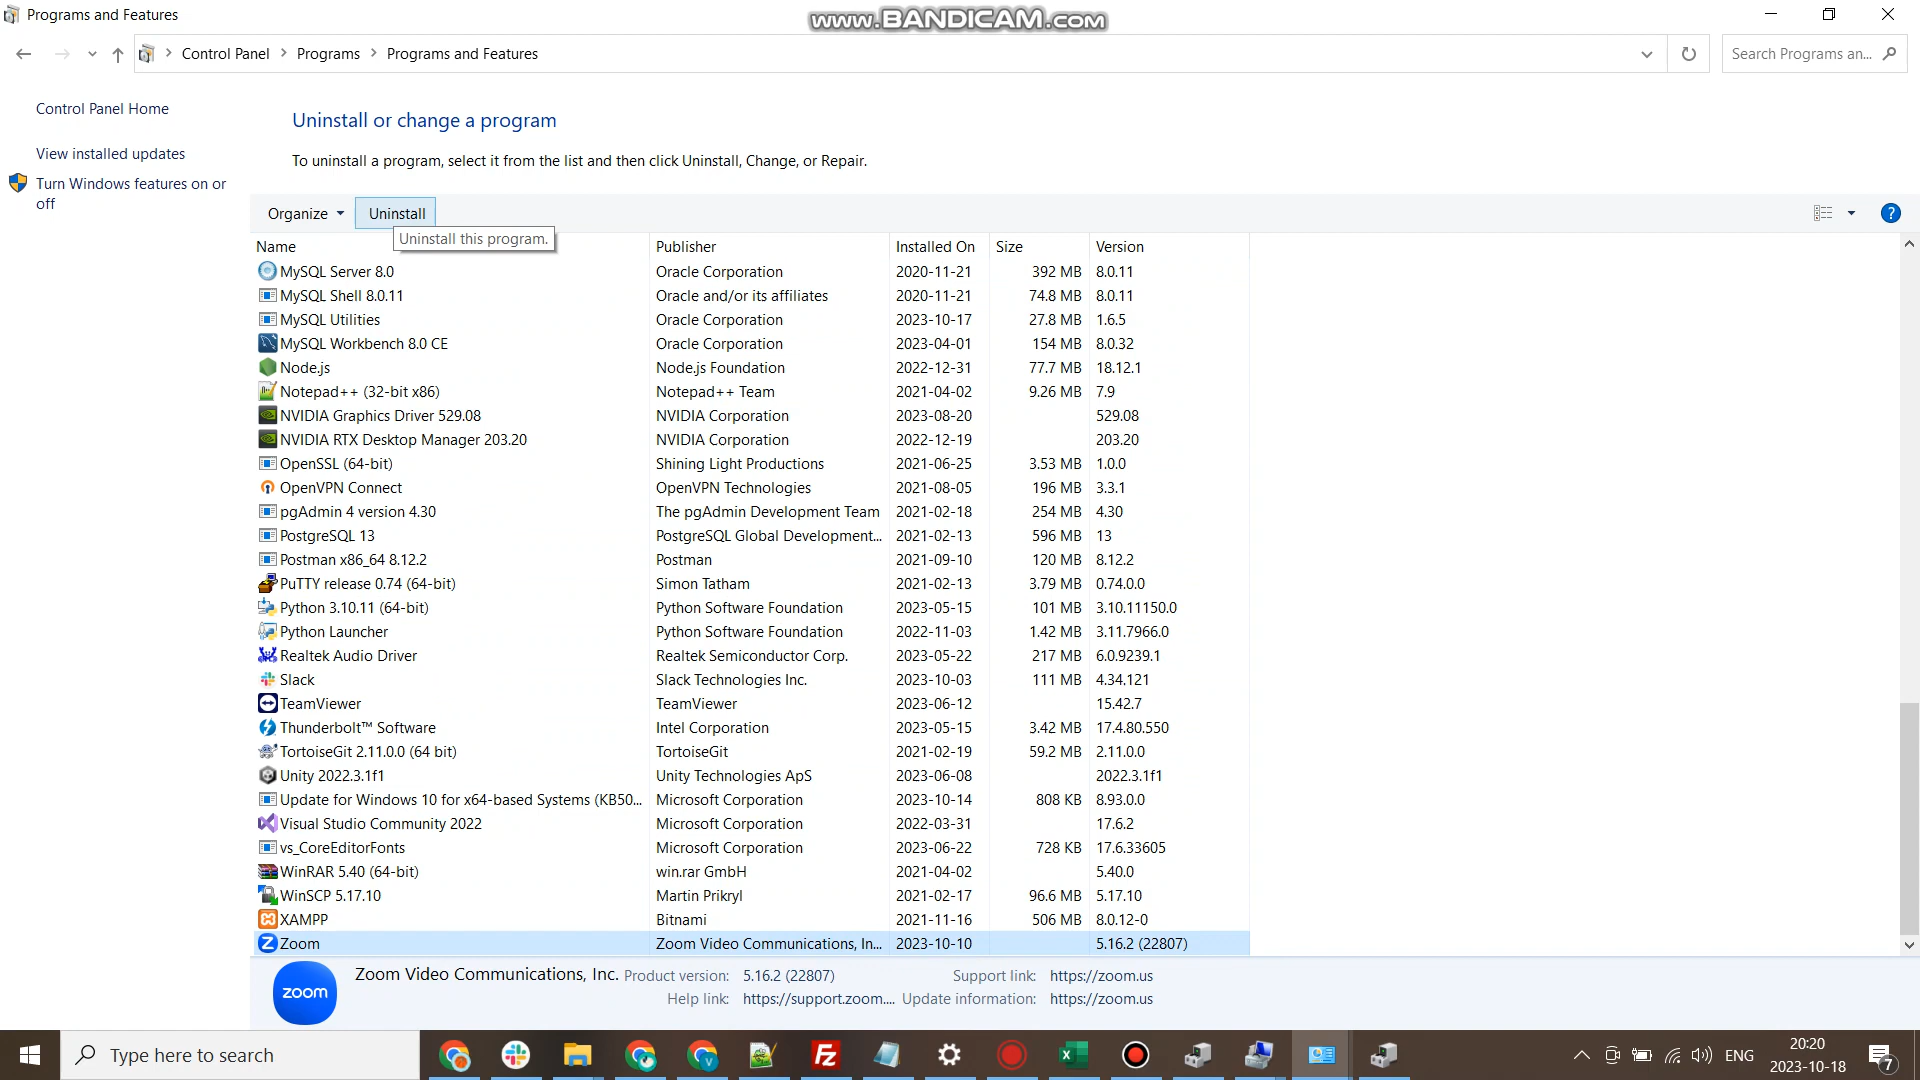 Programs and Features
www.BANDICAM.com
Control Panel > Programs > Programs and Features
Search Programs an...
Control Panel Home
View installed updates
Turn Windows features on or
off
Uninstall or change a program
To uninstall a program, select it from the list and then click Uninstall, Change, or Repair.
Organize Uninstall
?
Uninstall this program.
Name Publisher Installed On Size Version
MySQL Server 8.0 Oracle Corporation 2020-11-21 392 MB 8.0.11
MySQL Shell 8.0.11 Oracle and/or its affiliates 2020-11-21 74.8 MB 8.0.11
MySQL Utilities Oracle Corporation 2023-10-17 27.8 MB 1.6.5
MySQL Workbench 8.0 CE Oracle Corporation 2023-04-01 154 MB 8.0.32
Node.js Node.js Foundation 2022-12-31 77.7 MB 18.12.1
Notepad++ (32-bit x86) Notepad++ Team 2021-04-02 9.26 MB 7.9
NVIDIA Graphics Driver 529.08 NVIDIA Corporation 2023-08-20 529.08
NVIDIA RTX Desktop Manager 203.20 NVIDIA Corporation 2022-12-19 203.20
OpenSSL (64-bit) Shining Light Productions 2021-06-25 3.53 MB 1.0.0
OpenVPN Connect OpenVPN Technologies 2021-08-05 196 MB 3.3.1
pgAdmin 4 version 4.30 The pgAdmin Development Team 2021-02-18 254 MB 4.30
PostgreSQL 13 PostgreSQL Global Development... 2021-02-13 596 MB 13
Postman x86_64 8.12.2 Postman 2021-09-10 120 MB 8.12.2
PuTTY release 0.74 (64-bit) Simon Tatham 2021-02-13 3.79 MB 0.74.0.0
Python 3.10.11 (64-bit) Python Software Foundation 2023-05-15 101 MB 3.10.11150.0
Python Launcher Python Software Foundation 2022-11-03 1.42 MB 3.11.7966.0
Realtek Audio Driver Realtek Semiconductor Corp. 2023-05-22 217 MB 6.0.9239.1
Slack Slack Technologies Inc. 2023-10-03 111 MB 4.34.121
TeamViewer TeamViewer 2023-06-12 15.42.7
Thunderbolt™ Software Intel Corporation 2023-05-15 3.42 MB 17.4.80.550
TortoiseGit 2.11.0.0 (64 bit) TortoiseGit 2021-02-19 59.2 MB 2.11.0.0
Unity 2022.3.1f1 Unity Technologies ApS 2023-06-08 2022.3.1f1
Update for Windows 10 for x64-based Systems (KB50... Microsoft Corporation 2023-10-14 808 KB 8.93.0.0
Visual Studio Community 2022 Microsoft Corporation 2022-03-31 17.6.2
vs_CoreEditorFonts Microsoft Corporation 2023-06-22 728 KB 17.6.33605
WinRAR 5.40 (64-bit) win.rar GmbH 2021-04-02 5.40.0
WinSCP 5.17.10 Martin Prikryl 2021-02-17 96.6 MB 5.17.10
XAMPP Bitnami 2021-11-16 506 MB 8.0.12-0
Zoom Zoom Video Communications, In... 2023-10-10 5.16.2 (22807)
zoom
Zoom Video Communications, Inc. Product version: 5.16.2 (22807) Support link: https://zoom.us
Help link: https://support.zoom.... Update information: https://zoom.us
Type here to search
ENG
20:20
2023-10-18
7